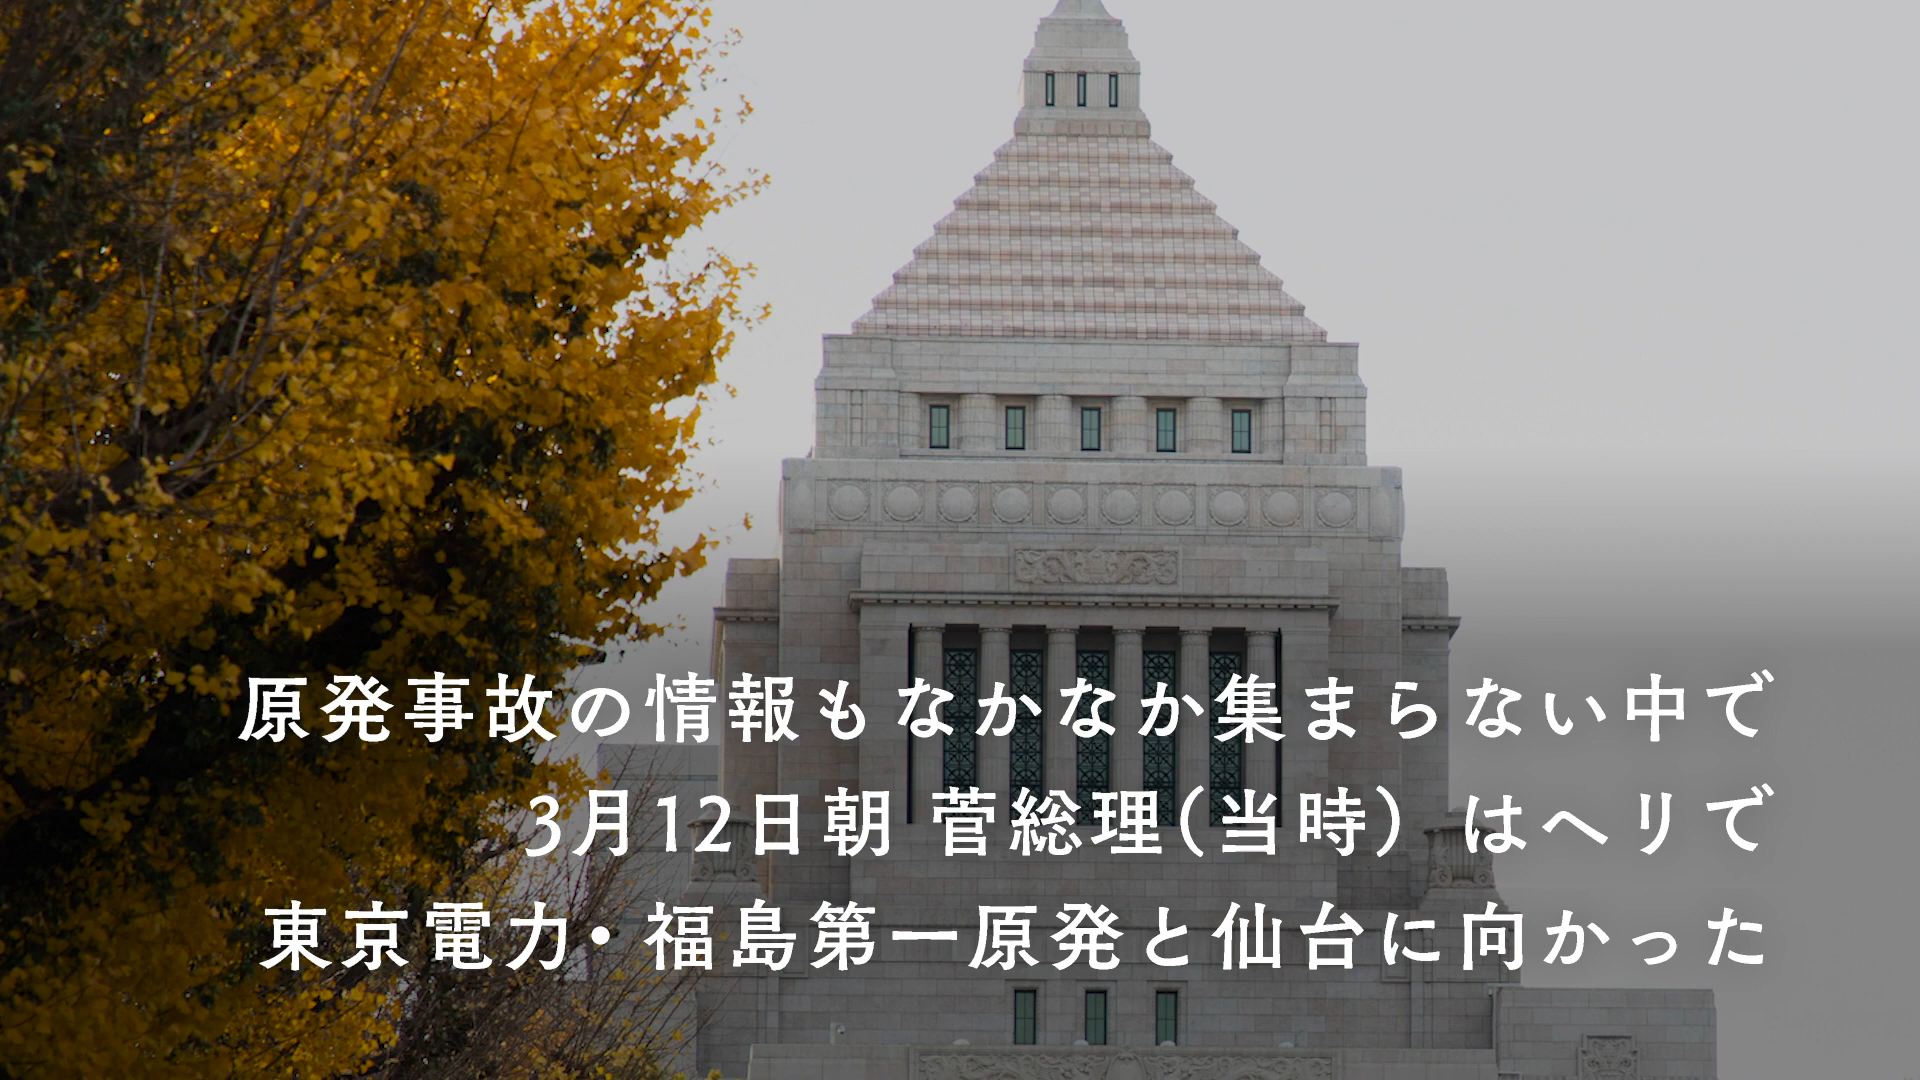 原発事故の情報もなかなか集まらない中で
3月12日朝 菅総理(当時) はヘリで
東京電力・福島第一原発と仙台に向かった